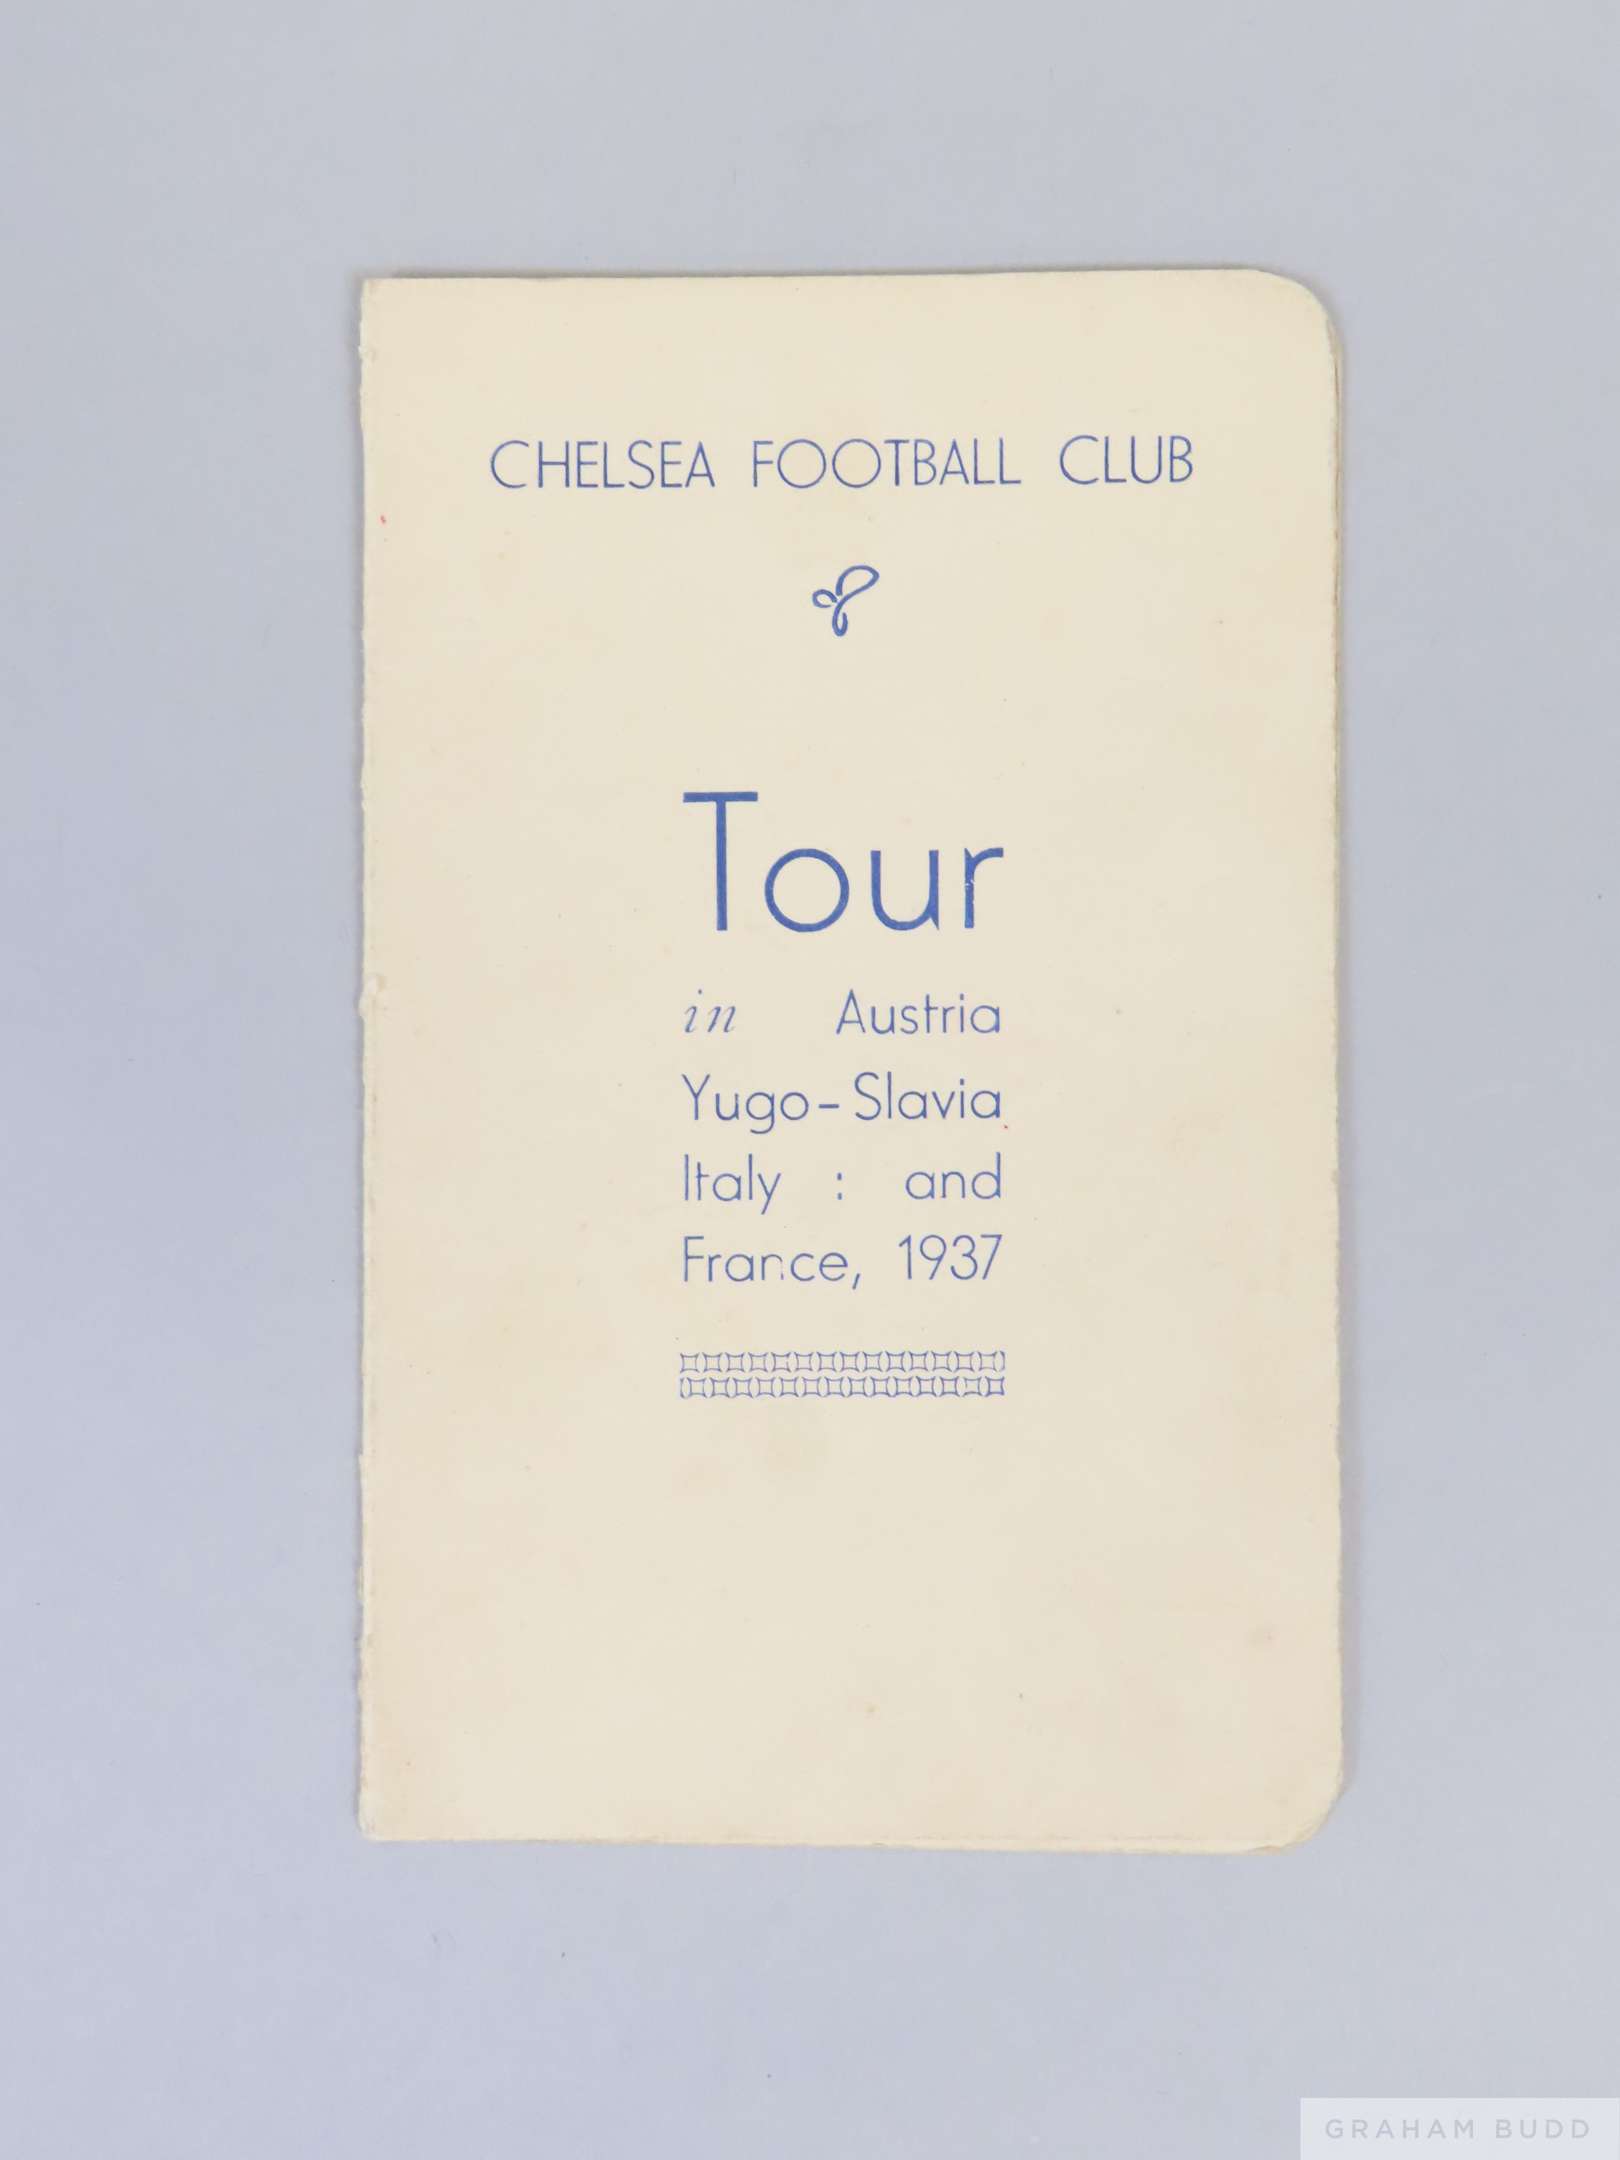 CHELSEA FOOTBALL CLUB
Tour
in Austria
Yugo-Slavia
Italy : and
France, 1937
GRAHAM BUDD